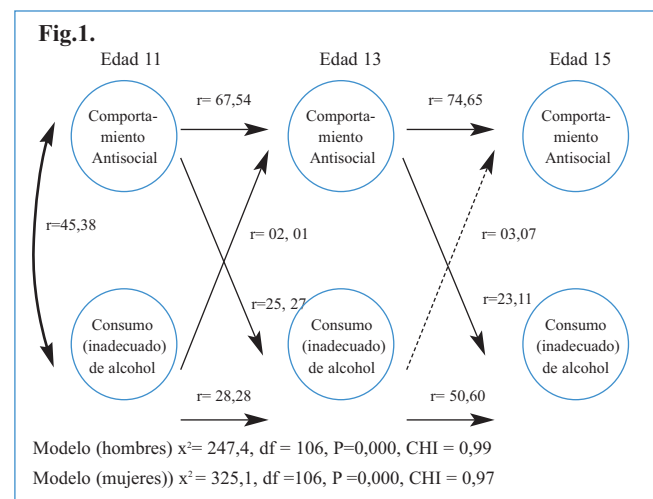 Fig.1.
Edad 11
Edad 13
Edad 15
Comporta-
miento
Antisocial
r= 67,54
Comporta-
miento
Antisocial
r= 74,65
Comporta-
miento
Antisocial
r=45,38
r= 02, 01
r= 03,07
r=25, 27
r=23,11
Consumo
(inadecuado)
de alcohol
Consumo
(inadecuado)
de alcohol
Consumo
(inadecuado)
de alcohol
r= 28,28
r= 50,60
Modelo (hombres) x²= 247,4, df = 106, P=0,000, CHI = 0,99
Modelo (mujeres)) x²= 325,1, df =106, P =0,000, CHI = 0,97